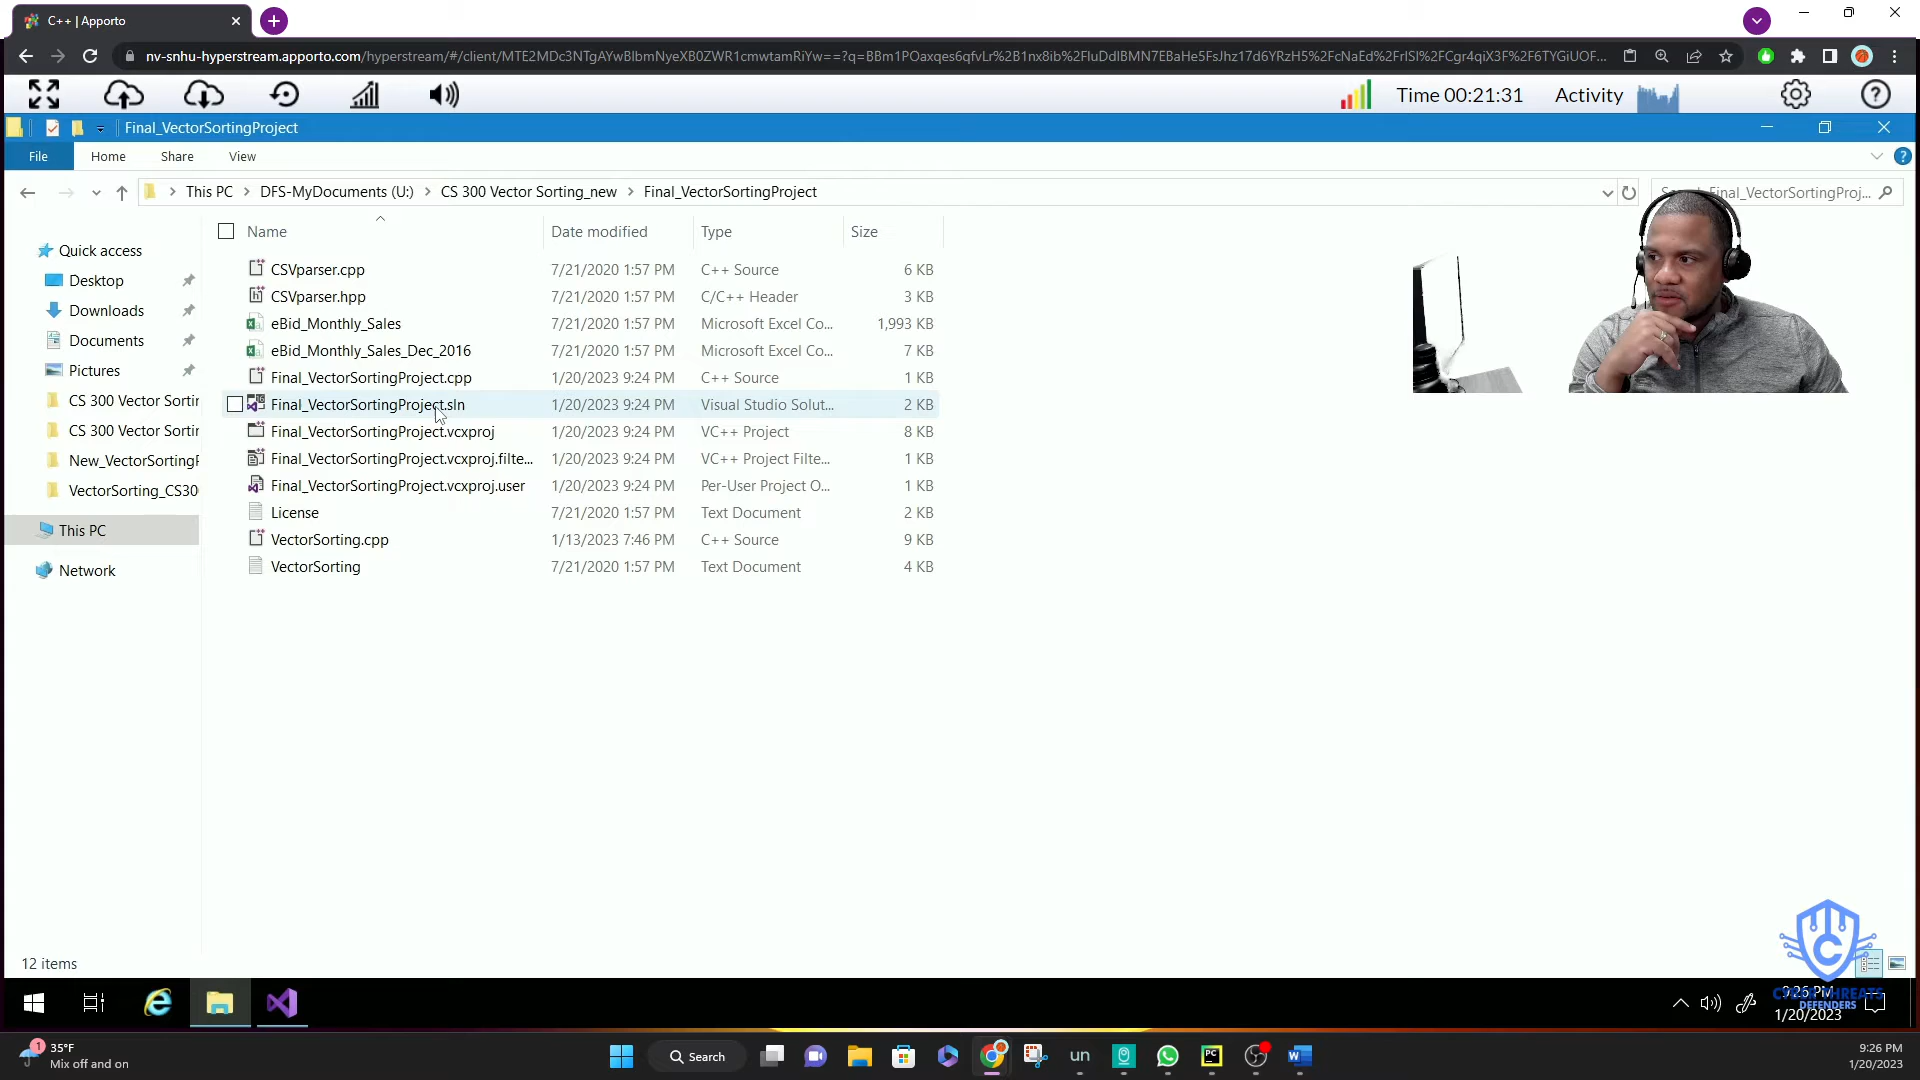 C++ | Apporto
nv-snhu-hyperstream.apporto.com/hyperstream/#/client/MTE2MDc3NTgAYwBlbmNyeXB0ZWR1cmwtamRiYw==?q=BBm1POaxqes6qfvLr%2B1nx8ib%2FluDdIBMN7EBaHe5FsJhz17d6YRzH5%2FcNaEd%2FrlSl%2FCgr4qiX3F%2F6TYGiUOF...
Time 00:21:31 Activity
Final_VectorSortingProject
File Home Share View
This PC > DFS-MyDocuments (U:) > CS 300 Vector Sorting_new > Final_VectorSortingProject
Final_VectorSortingProj...
Name Date modified Type Size
Quick access
Desktop
Downloads
Documents
Pictures
CS 300 Vector Sortir
CS 300 Vector Sortir
New_VectorSortingF
VectorSorting_CS30
This PC
Network
CSVparser.cpp 7/21/2020 1:57 PM C++ Source 6 KB
CSVparser.hpp 7/21/2020 1:57 PM C/C++ Header 3 KB
eBid_Monthly_Sales 7/21/2020 1:57 PM Microsoft Excel Co... 1,993 KB
eBid_Monthly_Sales_Dec_2016 7/21/2020 1:57 PM Microsoft Excel Co... 7 KB
Final_VectorSortingProject.cpp 1/20/2023 9:24 PM C++ Source 1 KB
Final_VectorSortingProject.sln 1/20/2023 9:24 PM Visual Studio Solut... 2 KB
Final_VectorSortingProject.vcxproj 1/20/2023 9:24 PM VC++ Project 8 KB
Final_VectorSortingProject.vcxproj.filte... 1/20/2023 9:24 PM VC++ Project Filte... 1 KB
Final_VectorSortingProject.vcxproj.user 1/20/2023 9:24 PM Per-User Project O... 1 KB
License 7/21/2020 1:57 PM Text Document 2 KB
VectorSorting.cpp 1/13/2023 7:46 PM C++ Source 9 KB
VectorSorting 7/21/2020 1:57 PM Text Document 4 KB
12 items
9:26 PM
CYBER THREATS
DEFENDERS
1/20/2023
1
35°F
Mix off and on
Search
un
PC
W
9:26 PM
1/20/2023